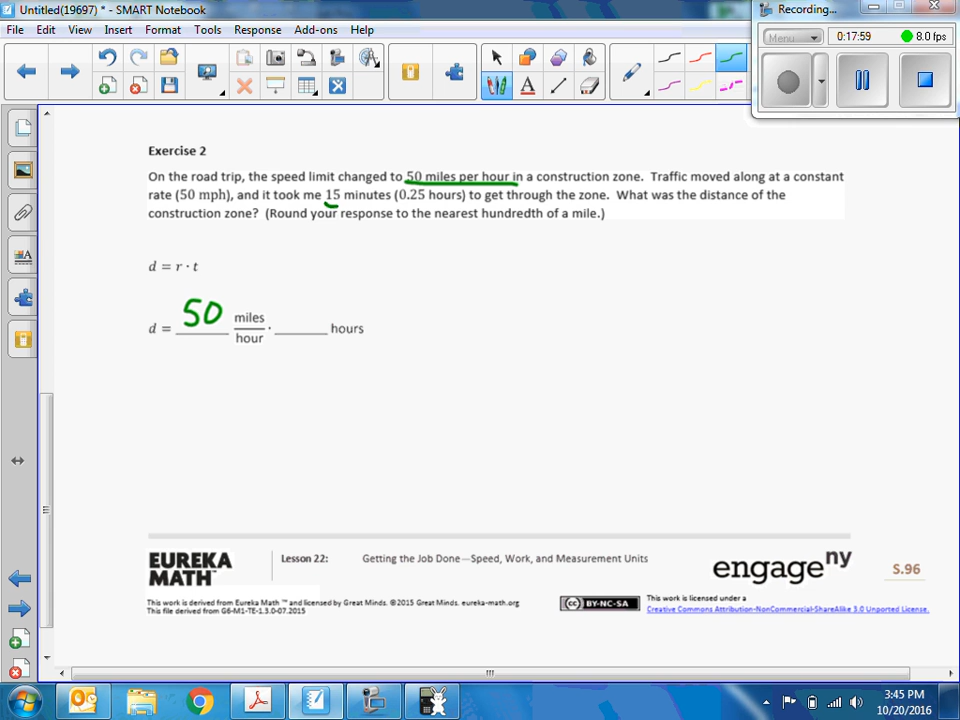 Untitled(19697) * - SMART Notebook
Recording...
File Edit View Insert Format Tools Response Add-ons Help
Menu
0:17:59
8.0 fps
Exercise 2
On the road trip, the speed limit changed to 50 miles per hour in a construction zone. Traffic moved along at a constant
rate (50 mph), and it took me 15 minutes (0.25 hours) to get through the zone. What was the distance of the
construction zone? (Round your response to the nearest hundredth of a mile.)
d = r · t
d = 50 miles/hour · ______ hours
EUREKA MATH™
Lesson 22: Getting the Job Done—Speed, Work, and Measurement Units
engageny
S.96
This work is derived from Eureka Math ™ and licensed by Great Minds. ©2015 Great Minds. eureka-math.org
This file derived from G6-M1-TE-1.3.0-07.2015
(cc) BY-NC-SA
This work is licensed under a
Creative Commons Attribution-NonCommercial-ShareAlike 3.0 Unported License.
3:45 PM
10/20/2016